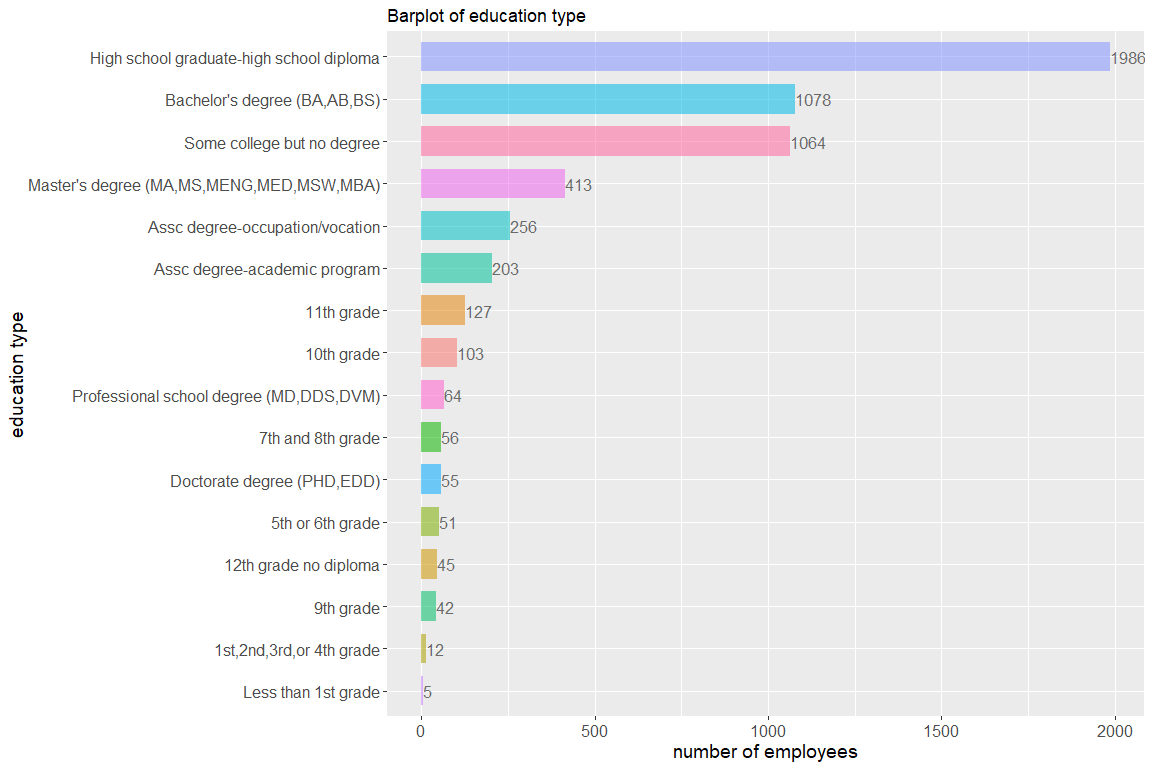 Barplot of education type
High school graduate-high school diploma 1986
Bachelor's degree (BA,AB,BS) 1078
Some college but no degree 1064
Master's degree (MA,MS,MENG,MED,MSW,MBA) 413
Assc degree-occupation/vocation 256
Assc degree-academic program 203
11th grade 127
10th grade 103
Professional school degree (MD,DDS,DVM) 64
7th and 8th grade 56
Doctorate degree (PHD,EDD) 55
5th or 6th grade 51
12th grade no diploma 45
9th grade 42
1st,2nd,3rd,or 4th grade 12
Less than 1st grade 5
education type
0 500 1000 1500 2000
number of employees